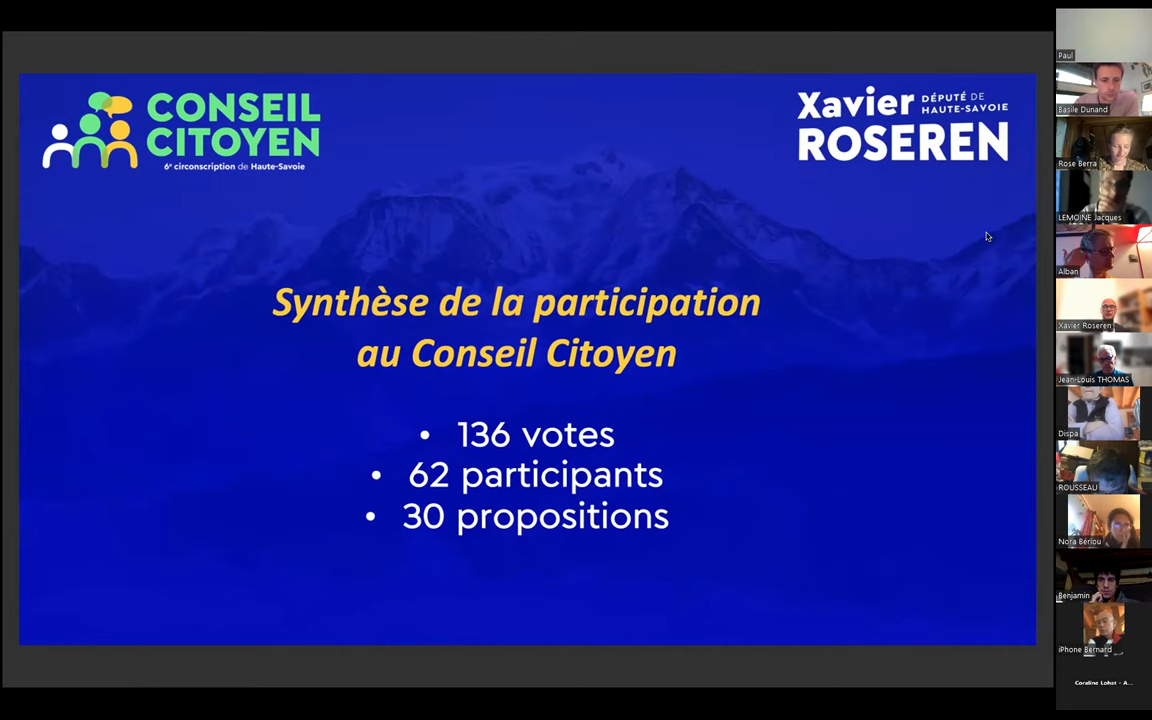 CONSEIL
CITOYEN
6e circonscription de Haute-Savoie
Xavier DÉPUTÉ DE
HAUTE-SAVOIE
ROSEREN
Synthèse de la participation
au Conseil Citoyen
• 136 votes
• 62 participants
• 30 propositions
Paul
Basile Dunand
Rose Berra
LEMOINE Jacques
Alban
Xavier Roseren
Jean-Louis THOMAS
Dispa
ROUSSEAU
Nora Beriou
Benjamin
iPhone Bernard